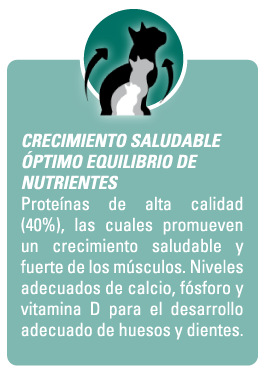 CRECIMIENTO SALUDABLE
ÓPTIMO EQUILIBRIO DE
NUTRIENTES
Proteínas de alta calidad
(40%), las cuales promueven
un crecimiento saludable y
fuerte de los músculos. Niveles
adecuados de calcio, fósforo y
vitamina D para el desarrollo
adecuado de huesos y dientes.